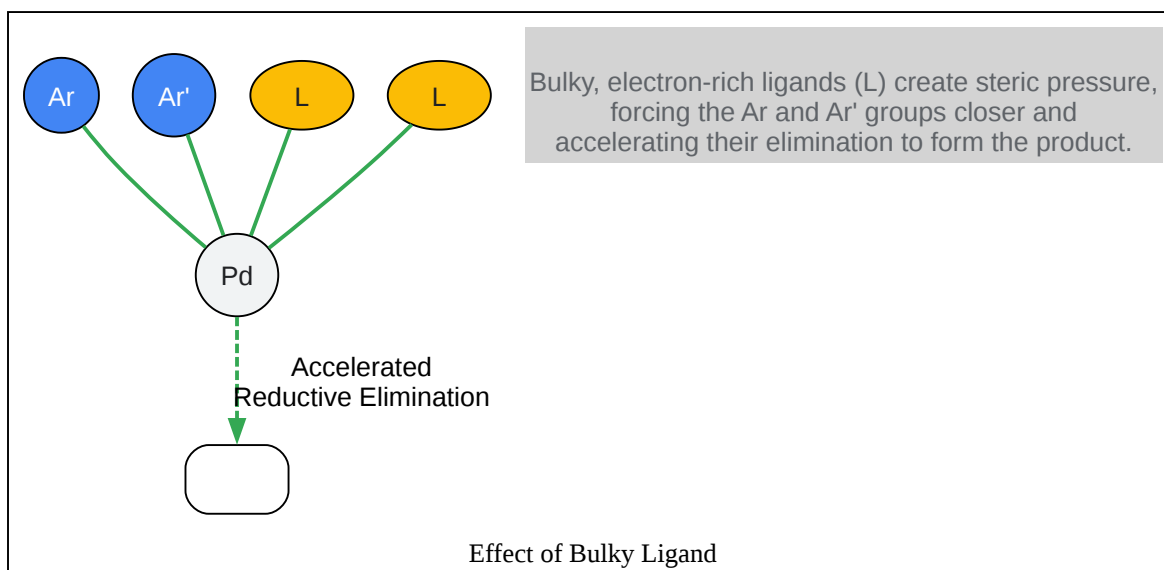 Ar
Ar'
L
L
Bulky, electron-rich ligands (L) create steric pressure,
forcing the Ar and Ar' groups closer and
accelerating their elimination to form the product.
Pd
Accelerated
Reductive Elimination
Effect of Bulky Ligand